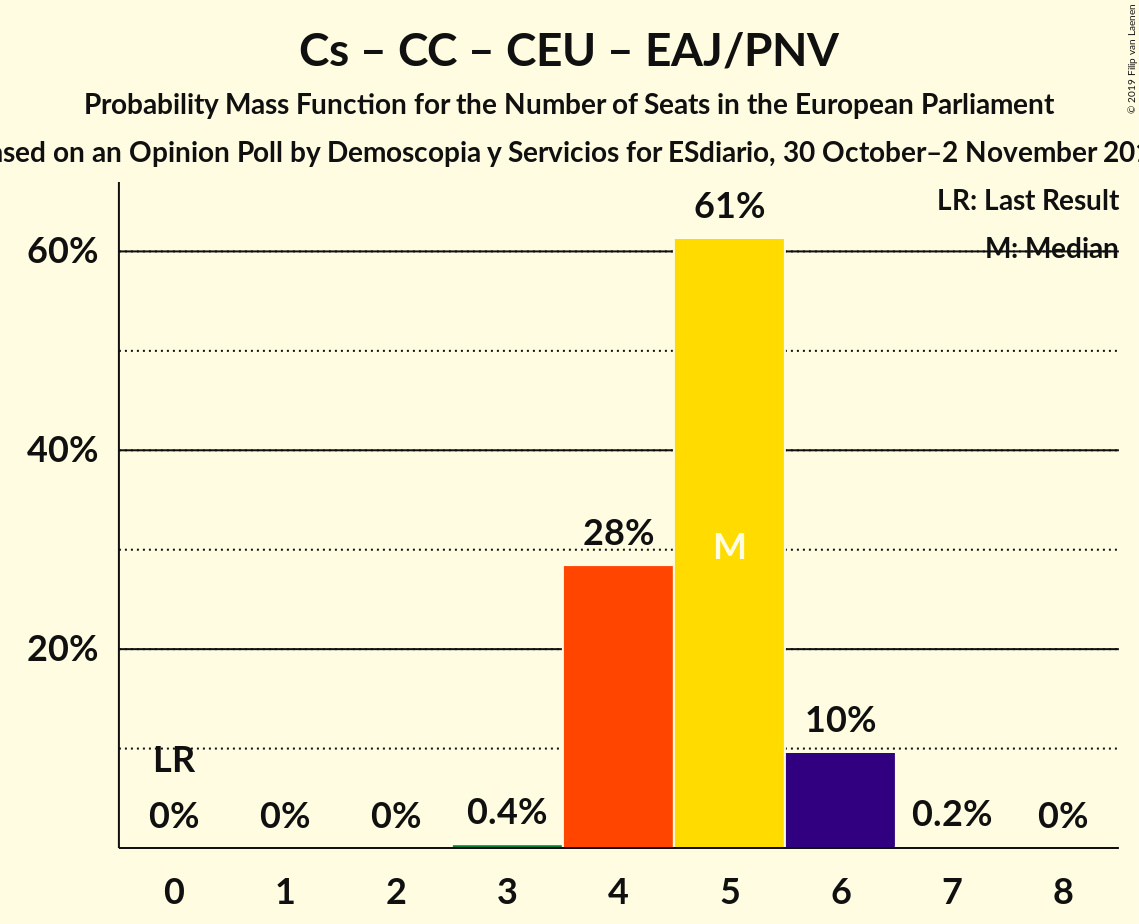 Cs – CC – CEU – EAJ/PNV
Probability Mass Function for the Number of Seats in the European Parliament
on an Opinion Poll by Demoscopia y Servicios for ESdiario, 30 October–2 November
© 2019 Filip van Laenen
LR: Last Result
M: Median
60%
40%
20%
61%
28%
M
10%
LR
0%
0%
0%
0.4%
0.2%
0%
0 1 2 3 4 5 6 7 8